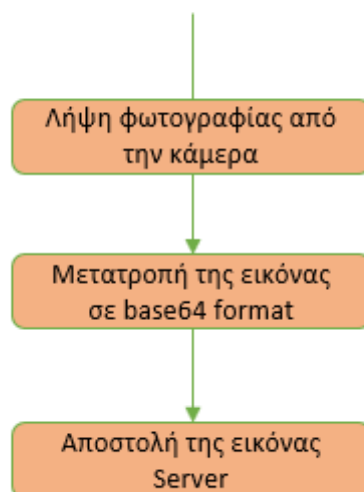 Λήψη φωτογραφίας από
την κάμερα
Μετατροπή της εικόνας
σε base64 format
Αποστολή της εικόνας
Server